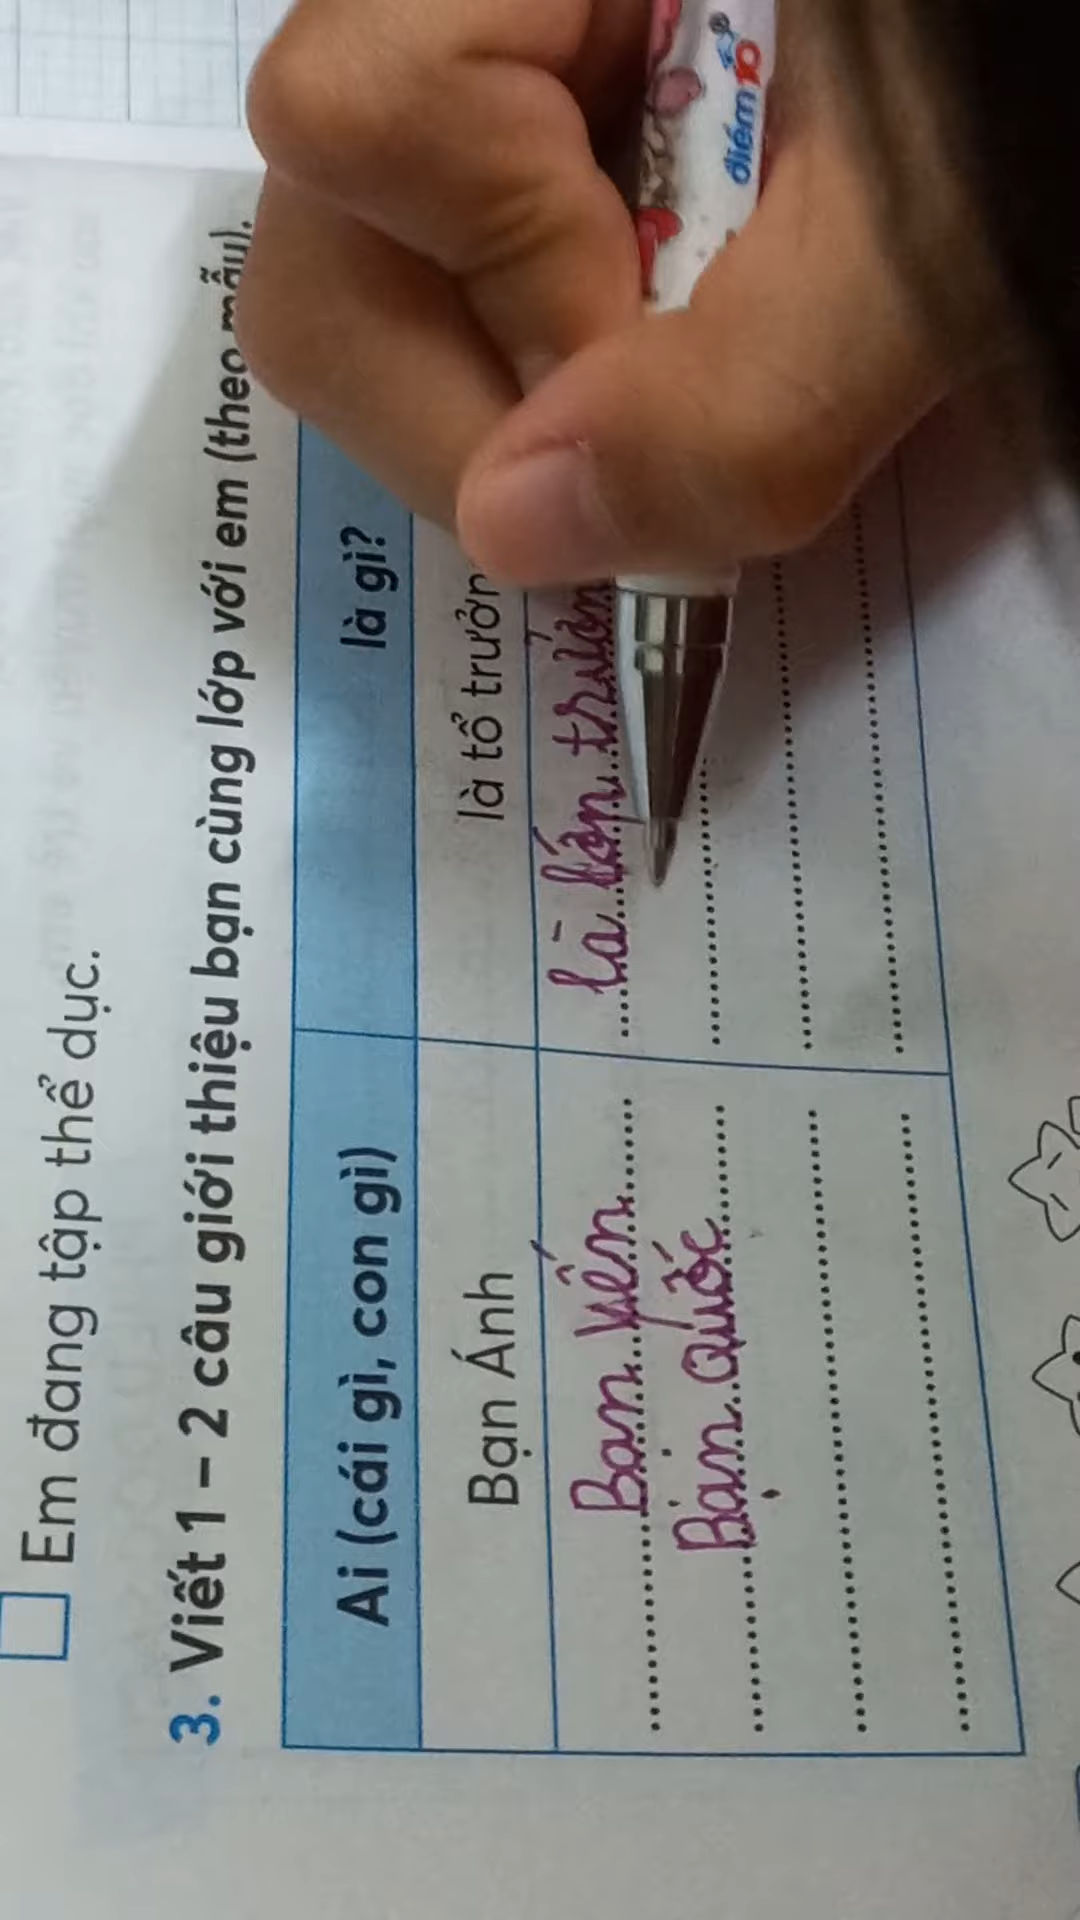 Em đang tập thể dục.
3. Viết 1 – 2 câu giới thiệu bạn cùng lớp với em (theo mẫu).
Ai (cái gì, con gì)
là gì?
Bạn Ánh
là tổ trưởn
Bạn Yến
là lớp trưởn
Bạn Quốc
điểm 10